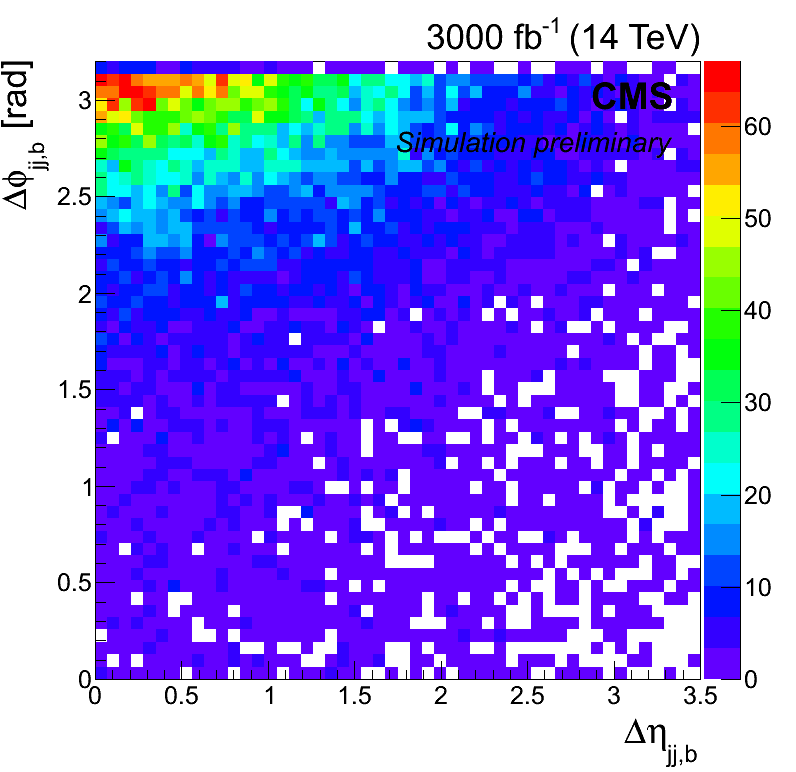 3000 fb⁻¹ (14 TeV)
CMS
Simulation preliminary
Δϕjj,b [rad]
3
2.5
2
1.5
1
0.5
0
0 0.5 1 1.5 2 2.5 3 3.5
Δηjj,b
60
50
40
30
20
10
0